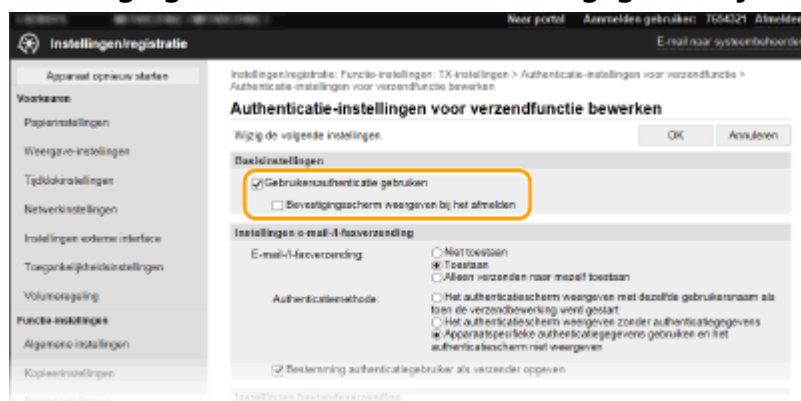 Naar portal Aanmelden gebruiker: 7654321 Afmelden
Instellingen/registratie
E-mail naar systeembeheerder
Apparaat opnieuw starten
Voorkeuren
Papierinstellingen
Weergave-instellingen
Tijdklokinstellingen
Netwerkinstellingen
Instellingen externe interface
Toegankelijkheidsinstellingen
Volumeregeling
Functie-instellingen
Algemene instellingen
Kopieerinstellingen
Instellingen/registratie: Functie-instellingen: TX-instellingen > Authenticatie-instellingen voor verzendfunctie >
Authenticatie-instellingen voor verzendfunctie bewerken
Authenticatie-instellingen voor verzendfunctie bewerken
Wijzig de volgende instellingen.
OK Annuleren
Basisinstellingen
Gebruikersauthenticatie gebruiken
Bevestigingsscherm weergeven bij het afmelden
Instellingen e-mail-/I-faxverzending
E-mail-/I-faxverzending:
Niet toestaan
Toestaan
Alleen verzenden naar mezelf toestaan
Authenticatiemethode:
Het authenticatiescherm weergeven met dezelfde gebruikersnaam als
toen de verzendbewerking werd gestart
Het authenticatiescherm weergeven zonder authenticatiegegevens
Apparaatspecifieke authenticatiegegevens gebruiken en het
authenticatiescherm niet weergeven
Bestemming authenticatiegebruiker als verzender opgeven